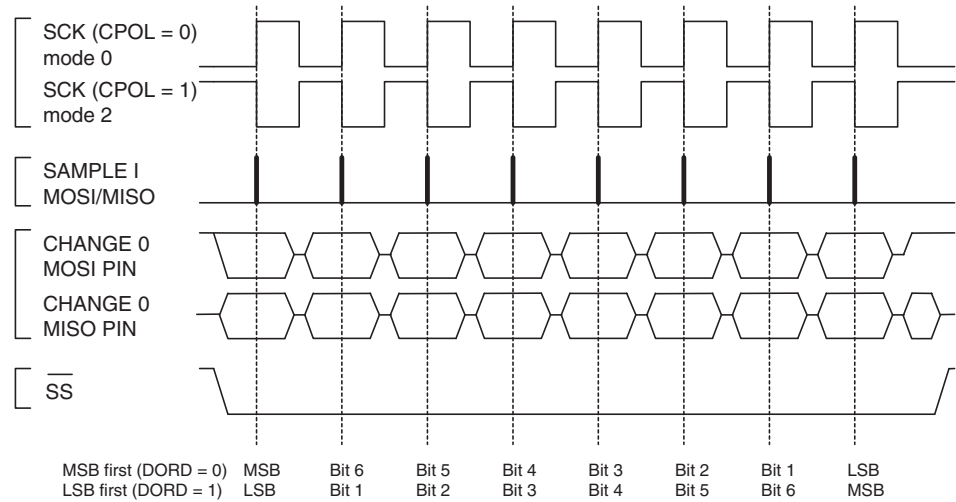 SCK (CPOL = 0)
mode 0
SCK (CPOL = 1)
mode 2
SAMPLE I
MOSI/MISO
CHANGE 0
MOSI PIN
CHANGE 0
MISO PIN
SS
MSB first (DORD = 0) MSB Bit 6 Bit 5 Bit 4 Bit 3 Bit 2 Bit 1 LSB
LSB first (DORD = 1) LSB Bit 1 Bit 2 Bit 3 Bit 4 Bit 5 Bit 6 MSB